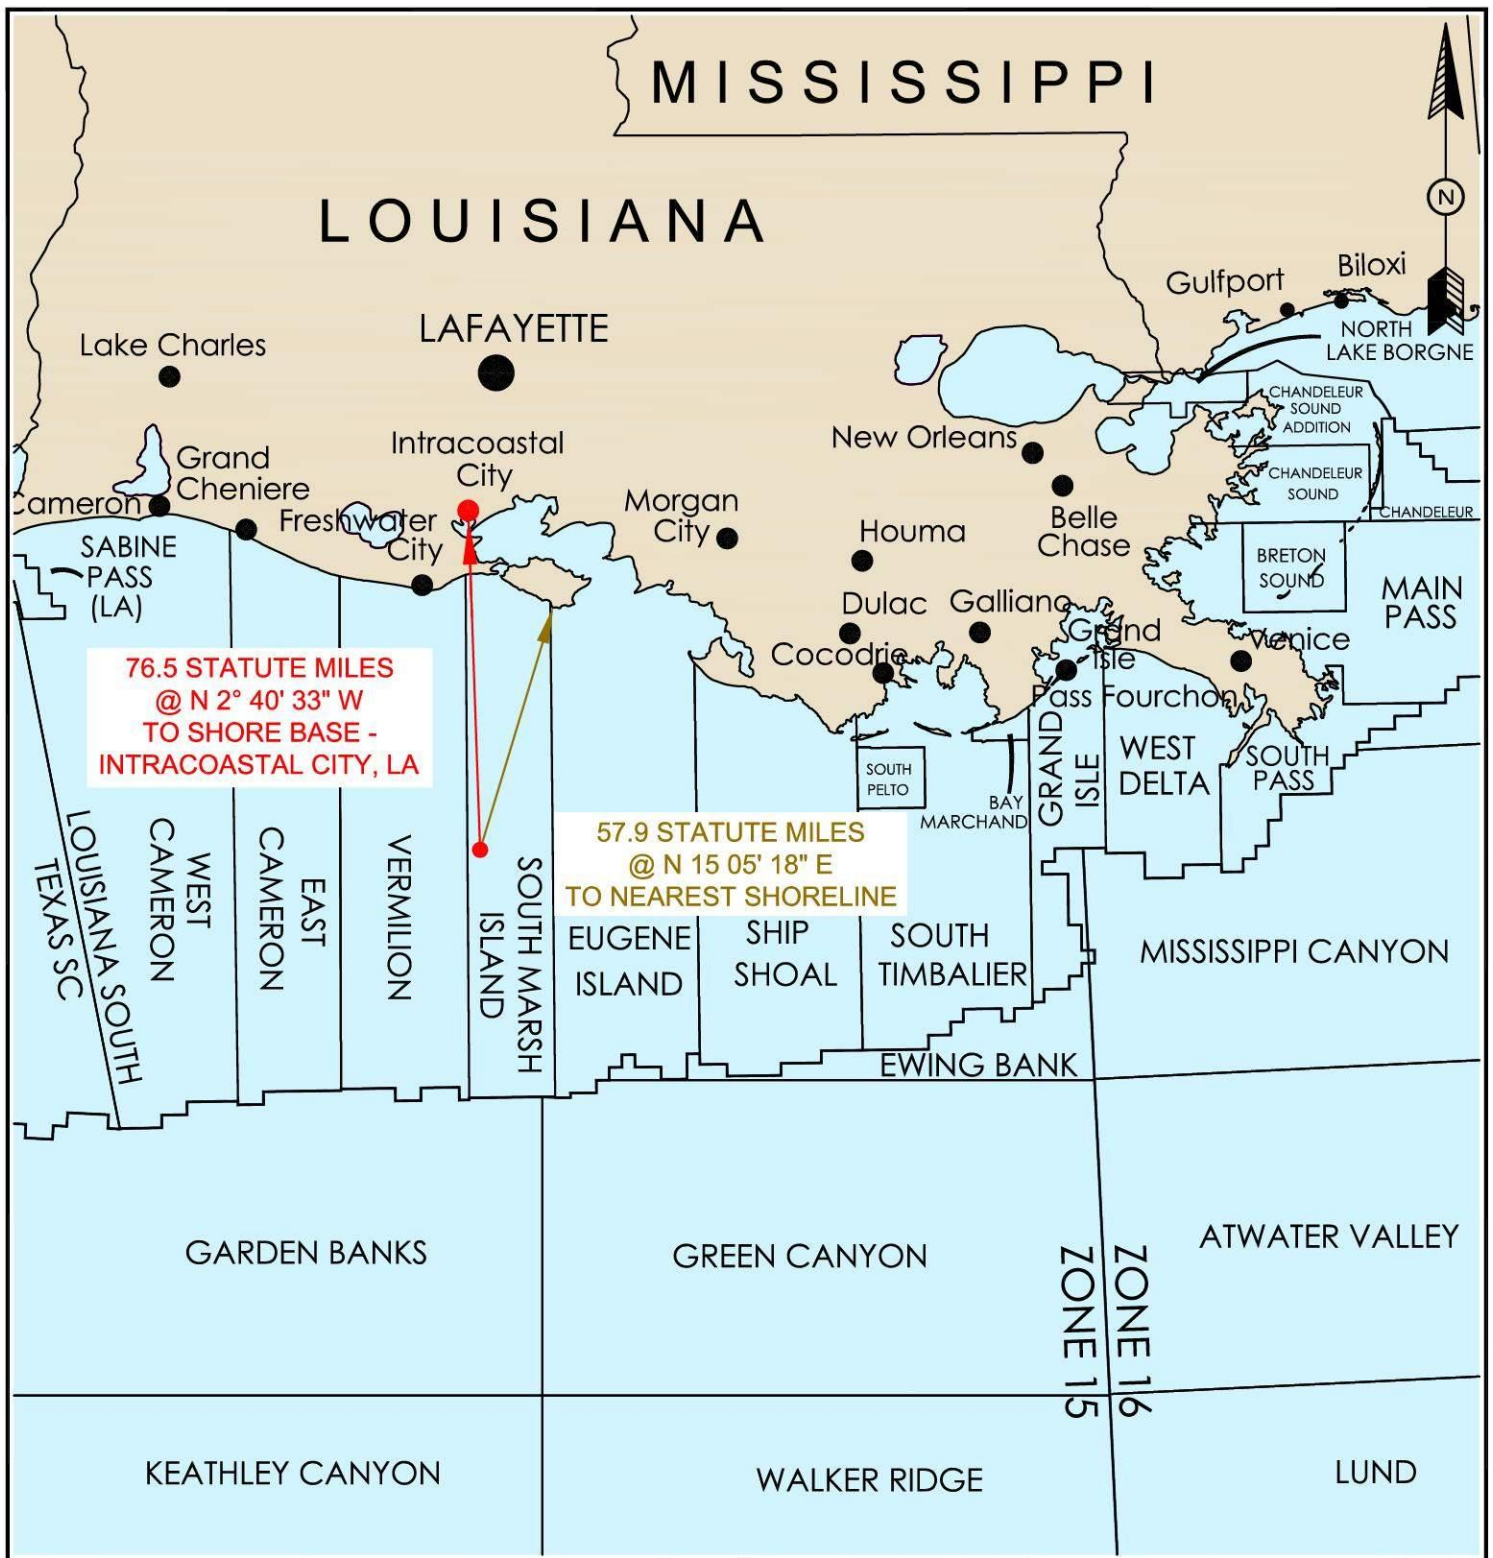 MISSISSIPPI
LOUISIANA
N
Gulfport
Biloxi
NORTH
LAKE BORGNE
Lake Charles
LAFAYETTE
CHANDELEUR
SOUND
ADDITION
New Orleans
Intracoastal
City
Grand
Cheniere
Cameron
Freshwater
City
Morgan
City
Houma
Belle
Chase
CHANDELEUR
SOUND
CHANDELEUR
BRETON
SOUND
MAIN
PASS
SABINE
PASS
(LA)
Dulac
Galliano
Cocodrie
Grand
Isle
Pass Fourchon
Venice
76.5 STATUTE MILES
@ N 2° 40' 33" W
TO SHORE BASE -
INTRACOASTAL CITY, LA
SOUTH
PELTO
BAY
MARCHAND
GRAND
ISLE
WEST
DELTA
SOUTH
PASS
57.9 STATUTE MILES
@ N 15 05' 18" E
TO NEAREST SHORELINE
LOUISIANA SOUTH
TEXAS SC
WEST
CAMERON
EAST
CAMERON
VERMILION
SOUTH MARSH
ISLAND
EUGENE
ISLAND
SHIP
SHOAL
SOUTH
TIMBALIER
MISSISSIPPI CANYON
EWING BANK
GARDEN BANKS
GREEN CANYON
ATWATER VALLEY
ZONE 16
ZONE 15
KEATHLEY CANYON
WALKER RIDGE
LUND